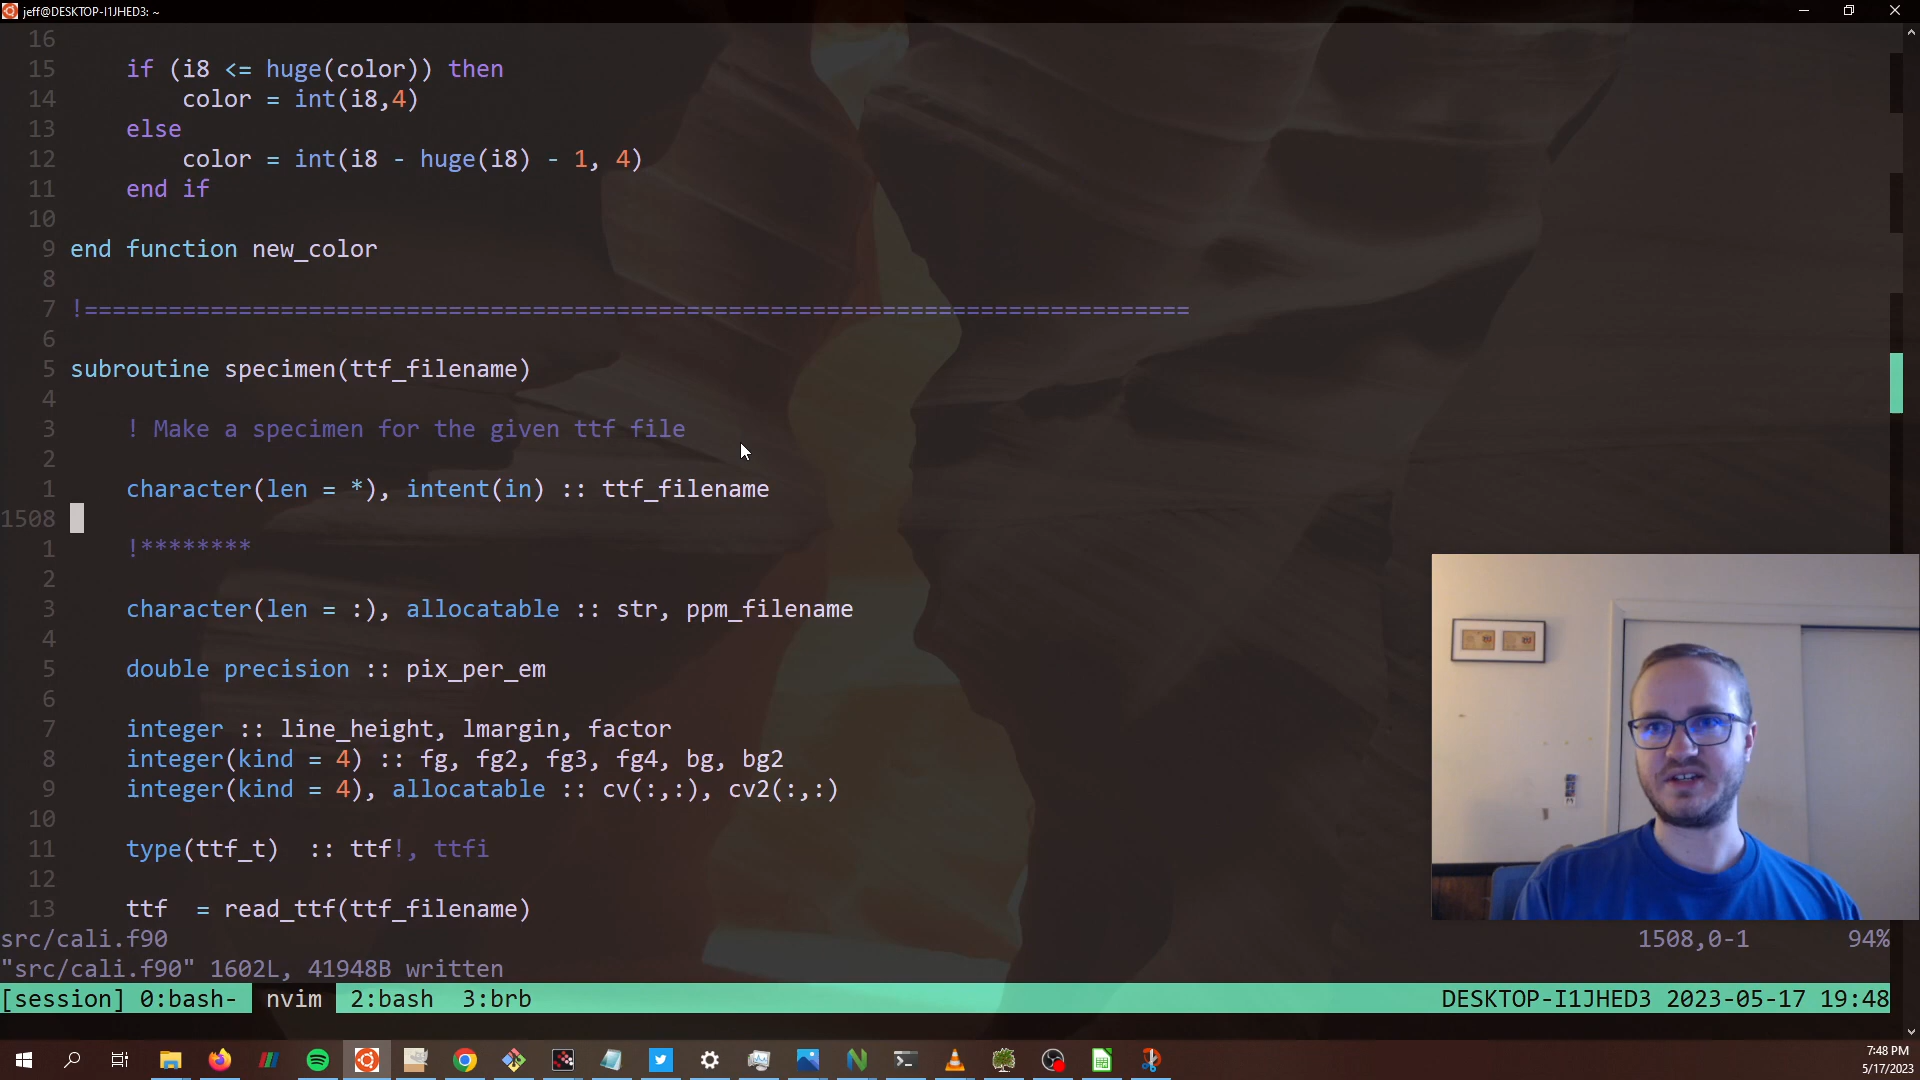 jeff@DESKTOP-I1JHED3: ~
16
15 if (i8 <= huge(color)) then
14 color = int(i8,4)
13 else
12 color = int(i8 - huge(i8) - 1, 4)
11 end if
10
9 end function new_color
8
7 !===============================================================================
6
5 subroutine specimen(ttf_filename)
4
3 ! Make a specimen for the given ttf file
2
1 character(len = *), intent(in) :: ttf_filename
1508
1 !********
2
3 character(len = :), allocatable :: str, ppm_filename
4
5 double precision :: pix_per_em
6
7 integer :: line_height, lmargin, factor
8 integer(kind = 4) :: fg, fg2, fg3, fg4, bg, bg2
9 integer(kind = 4), allocatable :: cv(:,:), cv2(:,:)
10
11 type(ttf_t) :: ttf!, ttfi
12
13 ttf = read_ttf(ttf_filename)
src/cali.f90 1508,0-1 94%
"src/cali.f90" 1602L, 41948B written
[session] 0:bash- nvim 2:bash 3:brb DESKTOP-I1JHED3 2023-05-17 19:48
7:48 PM
5/17/2023